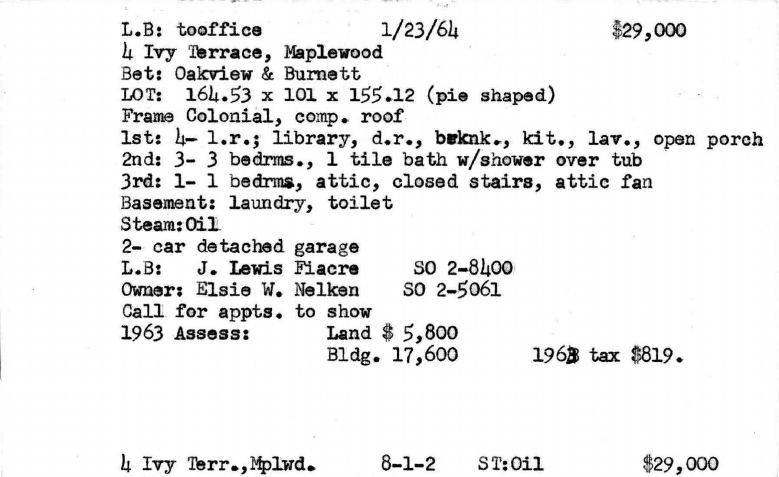 L.B: tooffice 1/23/64 $29,000
4 Ivy Terrace, Maplewood
Bet: Oakview & Burnett
LOT: 164.53 x 101 x 155.12 (pie shaped)
Frame Colonial, comp. roof
1st: 4- l.r.; library, d.r., brknk., kit., lav., open porch
2nd: 3- 3 bedrms., 1 tile bath w/shower over tub
3rd: 1- 1 bedrms, attic, closed stairs, attic fan
Basement: laundry, toilet
Steam:Oil
2- car detached garage
L.B: J. Lewis Fiacre SO 2-8400
Owner: Elsie W. Nelken SO 2-5061
Call for appts. to show
1963 Assess: Land $ 5,800
Bldg. 17,600 1963 tax $819.
4 Ivy Terr.,Mplwd. 8-1-2 ST:Oil $29,000